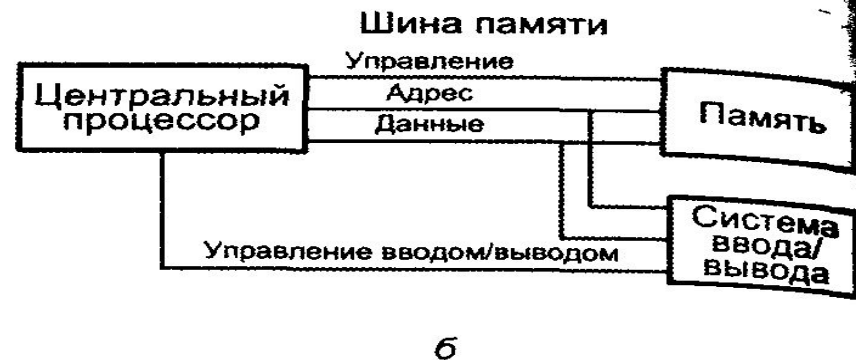 Шина памяти
Управление
Центральный
процессор
Адрес
Данные
Память
Управление вводом/выводом
Система
ввода/
вывода
б